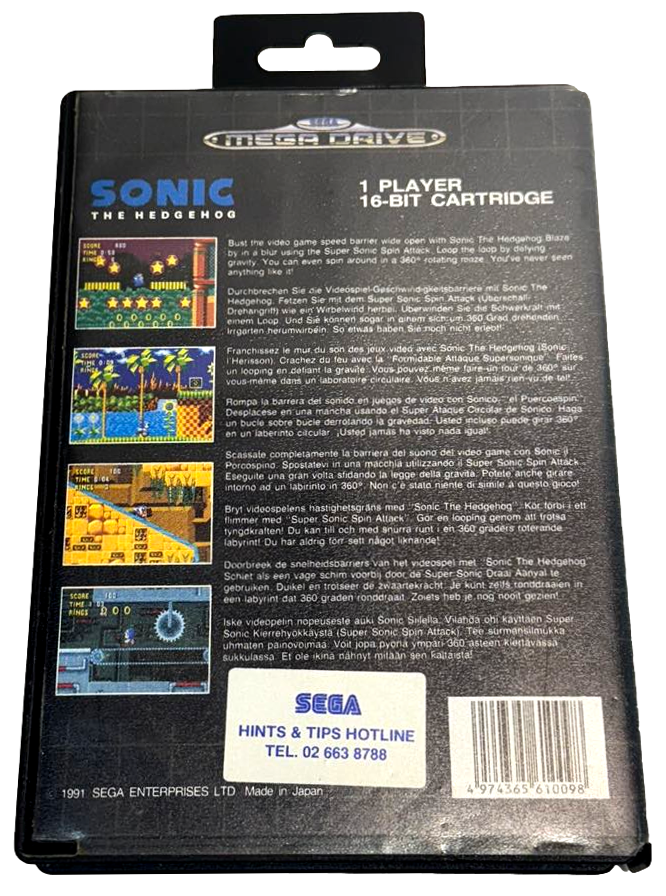 SEGA
MEGA DRIVE
SONIC
THE HEDGEHOG
1 PLAYER
16-BIT CARTRIDGE
Bust the video game speed barrier wide open with Sonic The Hedgehog. Blaze
by in a blur using the Super Sonic Spin Attack. Loop the loop by defying
gravity. You can even spin around in a 360° rotating maze. You've never seen
anything like it!
Durchbrechen Sie die Videospiel-Geschwindigkeitsbarriere mit Sonic The
Hedgehog. Fetzen Sie mit dem Super Sonic Spin Attack (Überschall-
Drehangriff) wie ein Wirbelwind herbei. Überwinden Sie die Schwerkraft mit
einem Loop. Und Sie können sogar in einem sich um 360 Grad drehenden
Irrgarten herumwirbeln. So etwas haben Sie noch nicht erlebt!
Franchissez le mur du son des jeux video avec Sonic The Hedgehog (Sonic
l'Herisson). Crachez du feu avec la "Formidable Attaque Supersonique". Faites
un looping en defiant la gravite. Vous pouvez même faire un tour de 360° sur
vous-même dans un laboratoire circulaire. Vous n'avez jamais rien vu de tel!
Rompa la barrera del sonido en juegos de video con Sonico, el Puercoespin.
Desplacese en una mancha usando el Super Ataque Circular de Sonico. Haga
un bucle sobre bucle derrotando la gravedad. Usted incluso puede girar 360°
en un laberinto circular. ¡Usted jamas ha visto nada igual!
Scassate completamente la barriera del suono del video game con Sonic il
Porcospino. Spostatevi in una macchia utilizzando il Super Sonic Spin Attack.
Eseguite una gran volta sfidando la legge della gravità. Potete anche girare
intorno ad un labirinto in 360°. Non c'è stato niente di simile a questo gioco!
Bryt videospelens hastighetsgräns med "Sonic The Hedgehog". Kör förbi i ett
flimmer med "Super Sonic Spin Attack". Gör en looping genom att trotsa
tyngdkraften! Du kan till och med snurra runt i en 360 graders roterande
labyrint! Du har aldrig förr sett något liknande!
Doorbreek de snelheidsbarriers van het videospel met Sonic The Hedgehog.
Schiet als een vage schim voorbij door de Super Sonic Draai Aanval te
gebruiken. Duikel en trotseer de zwaartekracht. Je kunt zelfs ronddraaien in
een labyrint dat 360 graden ronddraait. Zoiets heb je nog nooit gezien!
Iske videopelin nopeuseste auki Sonic Siilellä. Vilahda ohi käyttäen Super
Sonic Kierrehyökkäystä (Super Sonic Spin Attack). Tee surmansilmukka
uhmaten painovoimaa. Voit jopa pyöriä ympäri 360 asteen kiertävässä
sukkulassa. Et ole ikinä nähnyt mitään sen kaltaista!
SEGA
HINTS & TIPS HOTLINE
TEL. 02 663 8788
4 974365 610098
© 1991 SEGA ENTERPRISES LTD Made in Japan